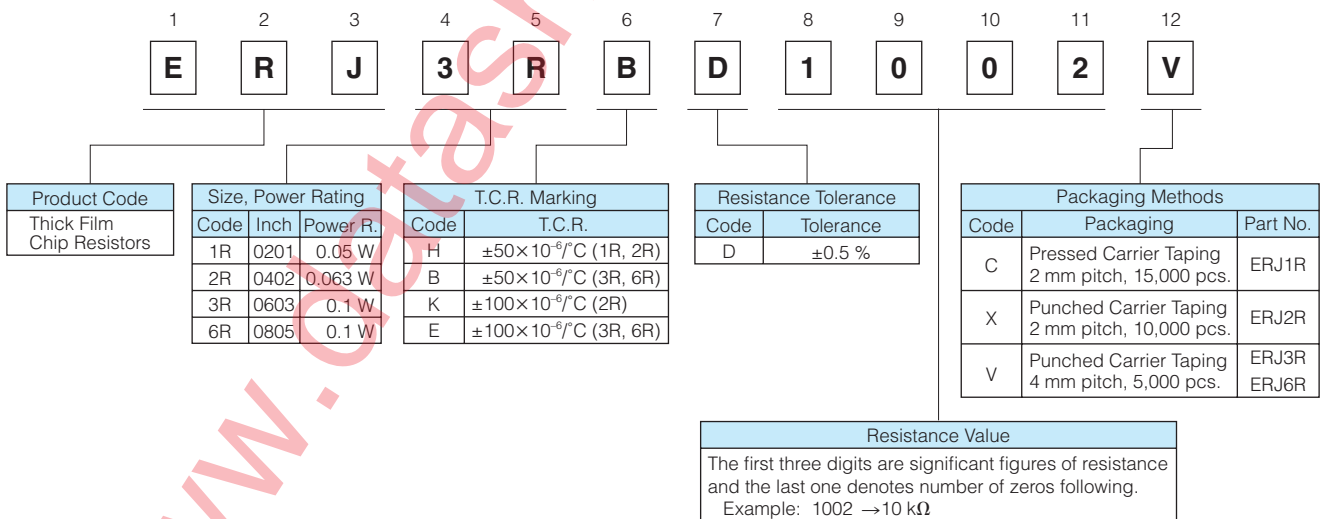 1 2 3 4 5 6 7 8 9 10 11 12
E R J 3 R B D 1 0 0 2 V
Product Code
Thick Film
Chip Resistors
Size, Power Rating
Code Inch Power R.
1R 0201 0.05 W
2R 0402 0.063 W
3R 0603 0.1 W
6R 0805 0.1 W
T.C.R. Marking
Code T.C.R.
H ±50×10⁻⁶/°C (1R, 2R)
B ±50×10⁻⁶/°C (3R, 6R)
K ±100×10⁻⁶/°C (2R)
E ±100×10⁻⁶/°C (3R, 6R)
Resistance Tolerance
Code Tolerance
D ±0.5 %
Packaging Methods
Code Packaging Part No.
C Pressed Carrier Taping
2 mm pitch, 15,000 pcs. ERJ1R
X Punched Carrier Taping
2 mm pitch, 10,000 pcs. ERJ2R
V Punched Carrier Taping
4 mm pitch, 5,000 pcs. ERJ3R
ERJ6R
Resistance Value
The first three digits are significant figures of resistance
and the last one denotes number of zeros following.
Example: 1002 →10 kΩ
www.datash